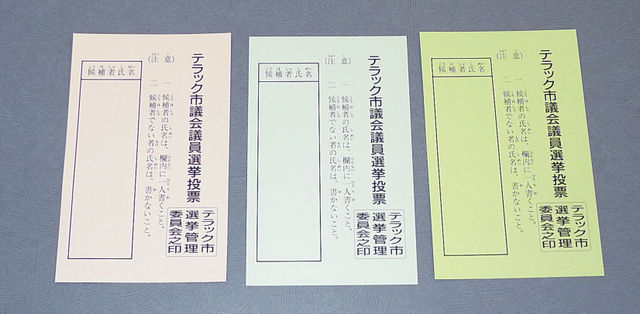 テラック市議会議員選挙投票
テラック市
選挙管理
委員会之印
(注意)
一 候補者の氏名は、欄内に一人書くこと。
二 候補者でない者の氏名は、書かないこと。
候補者氏名
テラック市議会議員選挙投票
テラック市
選挙管理
委員会之印
(注意)
一 候補者の氏名は、欄内に一人書くこと。
二 候補者でない者の氏名は、書かないこと。
候補者氏名
テラック市議会議員選挙投票
テラック市
選挙管理
委員会之印
(注意)
一 候補者の氏名は、欄内に一人書くこと。
二 候補者でない者の氏名は、書かないこと。
候補者氏名